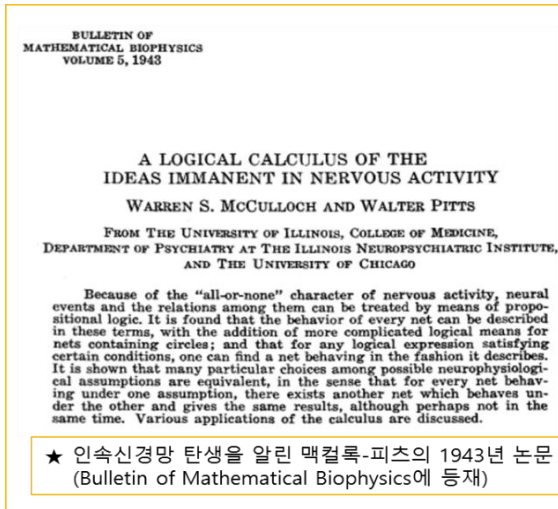 BULLETIN OF
MATHEMATICAL BIOPHYSICS
VOLUME 5, 1943
A LOGICAL CALCULUS OF THE
IDEAS IMMANENT IN NERVOUS ACTIVITY
WARREN S. MCCULLOCH AND WALTER PITTS
FROM THE UNIVERSITY OF ILLINOIS, COLLEGE OF MEDICINE,
DEPARTMENT OF PSYCHIATRY AT THE ILLINOIS NEUROPSYCHIATRIC INSTITUTE,
AND THE UNIVERSITY OF CHICAGO
Because of the “all-or-none” character of nervous activity, neural
events and the relations among them can be treated by means of propo-
sitional logic. It is found that the behavior of every net can be described
in these terms, with the addition of more complicated logical means for
nets containing circles; and that for any logical expression satisfying
certain conditions, one can find a net behaving in the fashion it describes.
It is shown that many particular choices among possible neurophysiologi-
cal assumptions are equivalent, in the sense that for every net behav-
ing under one assumption, there exists another net which behaves un-
der the other and gives the same results, although perhaps not in the
same time. Various applications of the calculus are discussed.
★ 인속신경망 탄생을 알린 맥컬록-피츠의 1943년 논문
(Bulletin of Mathematical Biophysics에 등재)